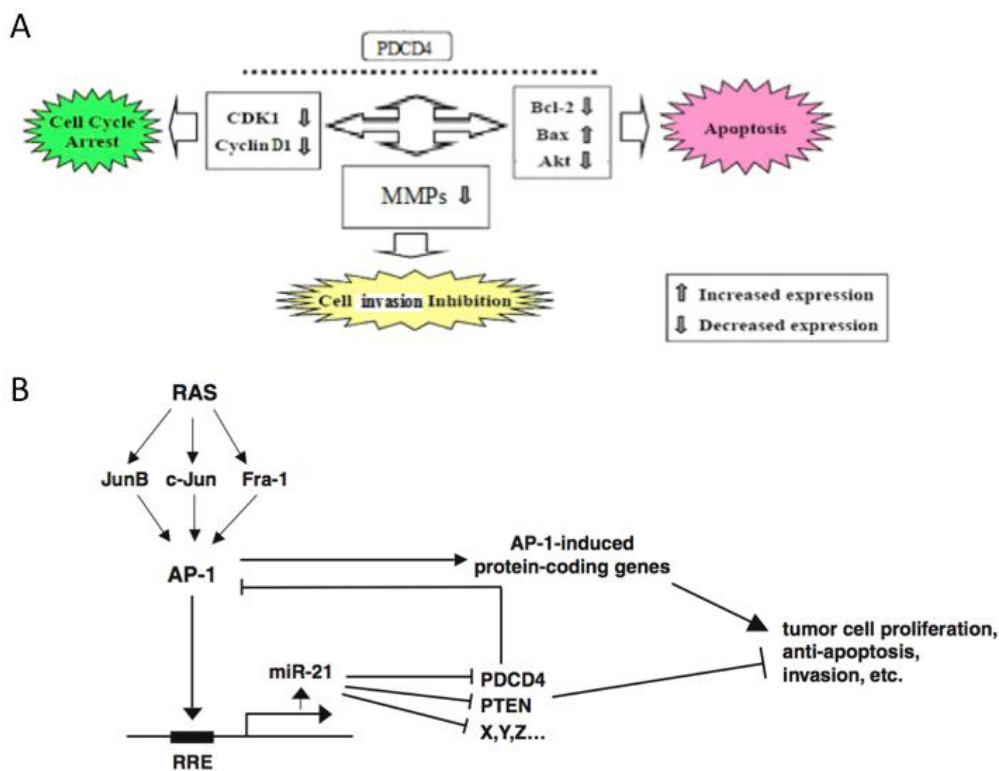 A
PDCD4
Cell Cycle
Arrest
CDK1 ⇩
CyclinD1 ⇩
Bcl-2 ⇩
Bax ⇧
Akt ⇩
Apoptosis
MMPs ⇩
Cell invasion Inhibition
⇧ Increased expression
⇩ Decreased expression
B
RAS
JunB c-Jun Fra-1
AP-1
AP-1-induced
protein-coding genes
tumor cell proliferation,
anti-apoptosis,
invasion, etc.
miR-21
PDCD4
PTEN
X,Y,Z...
RRE